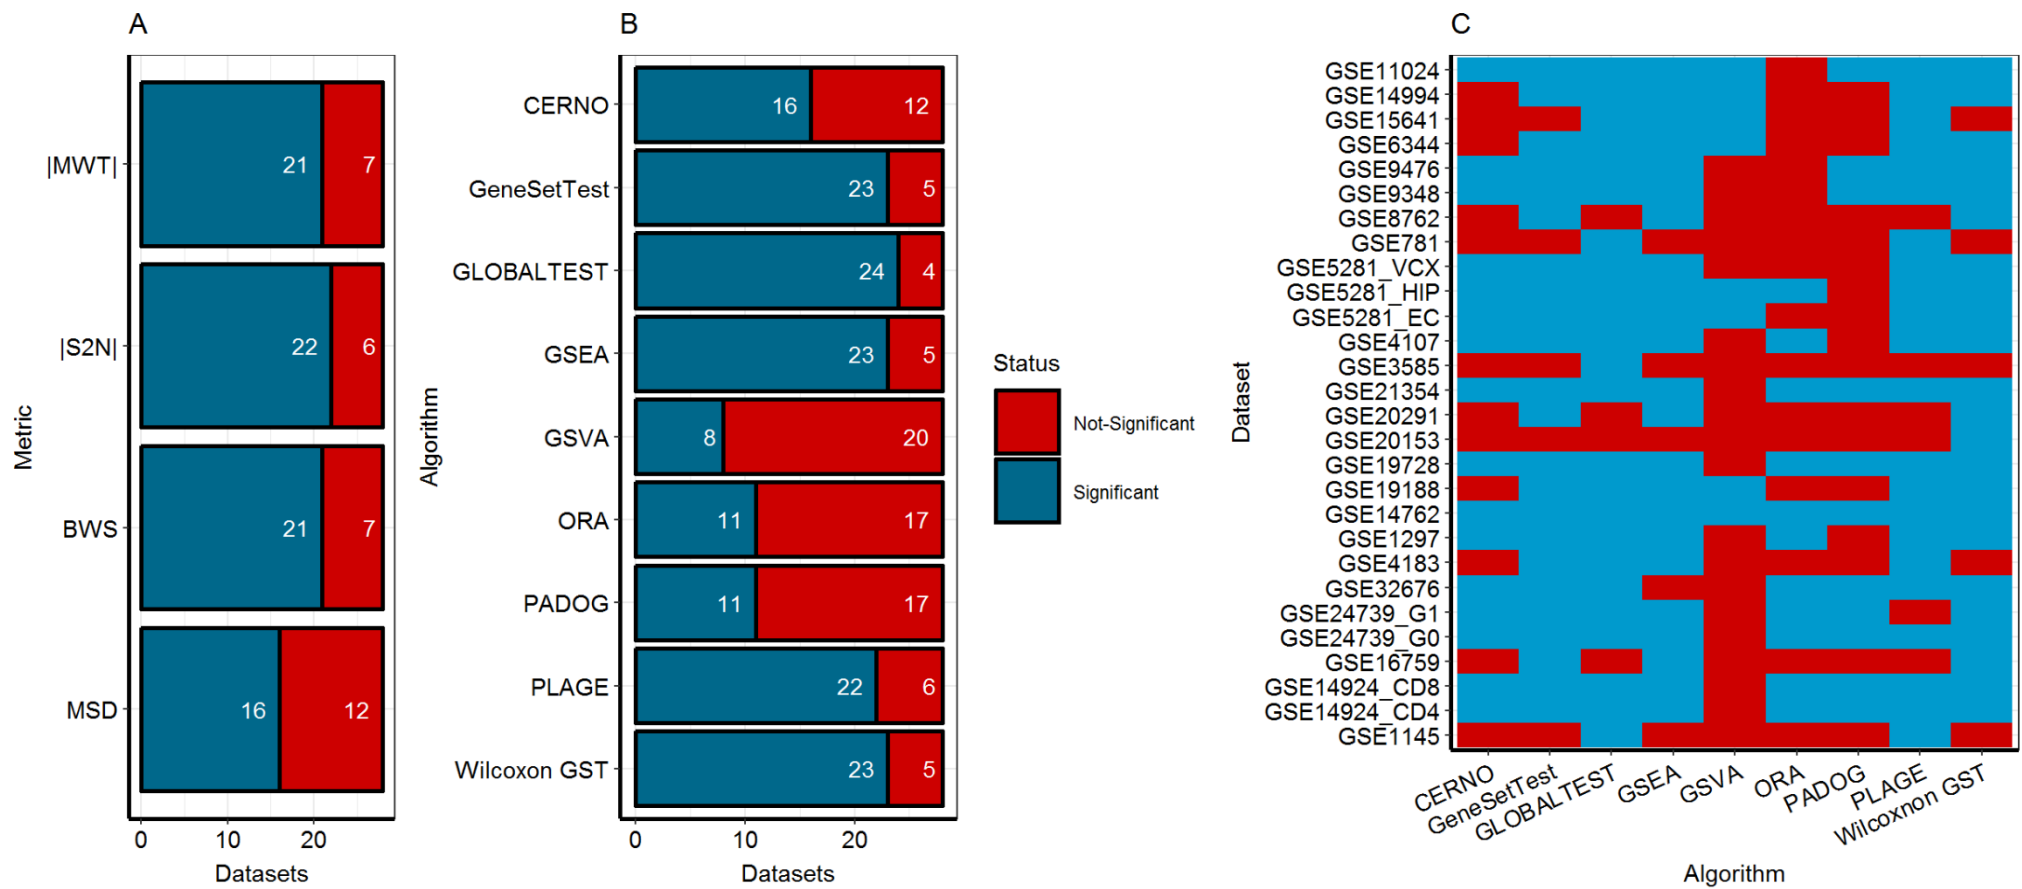 A
Metric
|MWT|
21
7
|S2N|
22
6
BWS
21
7
MSD
16
12
0
10
20
Datasets
B
Algorithm
CERNO
16
12
GeneSetTest
23
5
GLOBALTEST
24
4
GSEA
23
5
GSVA
8
20
ORA
11
17
PADOG
11
17
PLAGE
22
6
Wilcoxon GST
23
5
0
10
20
Datasets
Status
Not-Significant
Significant
C
Dataset
GSE11024
GSE14994
GSE15641
GSE6344
GSE9476
GSE9348
GSE8762
GSE781
GSE5281_VCX
GSE5281_HIP
GSE5281_EC
GSE4107
GSE3585
GSE21354
GSE20291
GSE20153
GSE19728
GSE19188
GSE14762
GSE1297
GSE4183
GSE32676
GSE24739_G1
GSE24739_G0
GSE16759
GSE14924_CD8
GSE14924_CD4
GSE1145
CERNO
GeneSetTest
GLOBALTEST
GSEA
GSVA
ORA
PADOG
PLAGE
Wilcoxnon GST
Algorithm